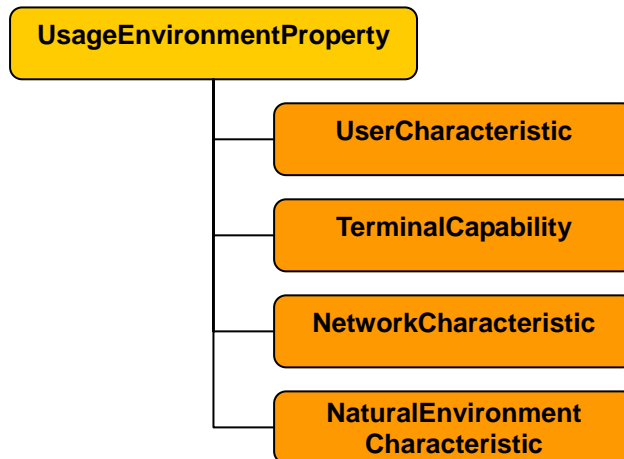 UsageEnvironmentProperty
UserCharacteristic
TerminalCapability
NetworkCharacteristic
NaturalEnvironment
Characteristic